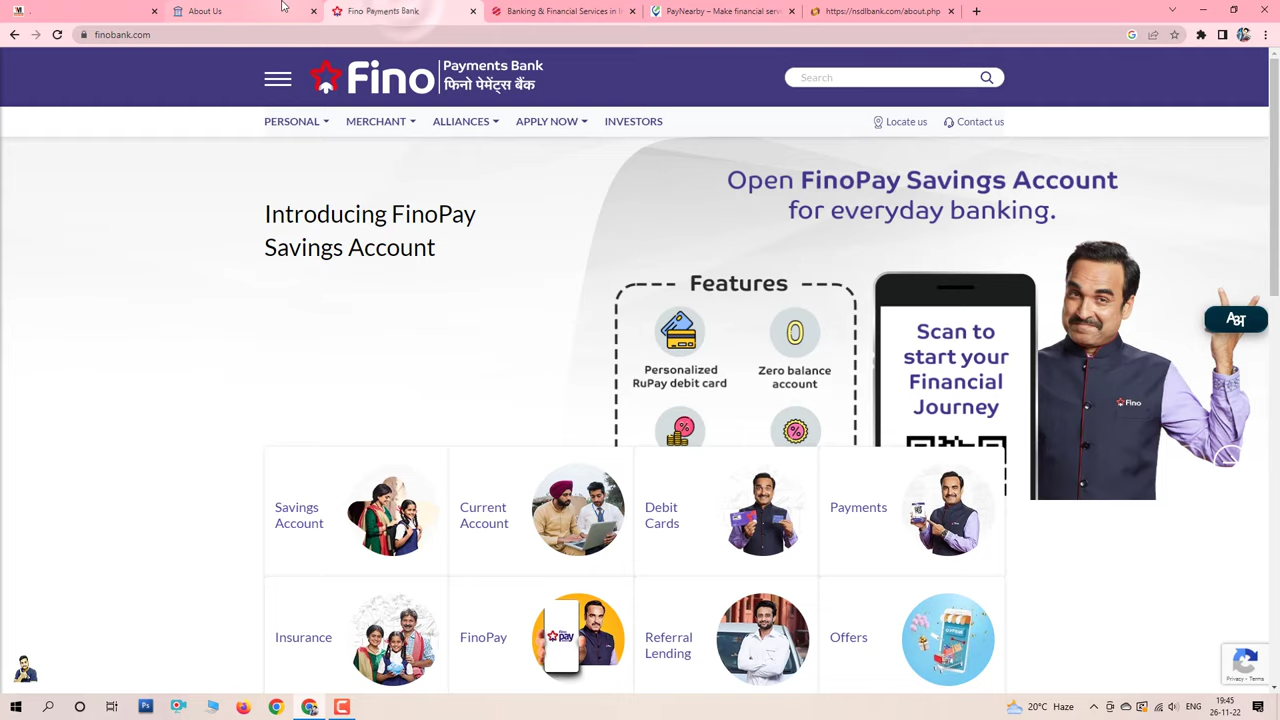 About Us
Fino Payments Bank
Banking & Financial Services in I
PayNearby – Make financial serv
https://nsdlbank.com/about.php
finobank.com
Fino
Payments Bank
फिनो पेमेंट्स बैंक
Search
PERSONAL
MERCHANT
ALLIANCES
APPLY NOW
INVESTORS
Locate us
Contact us
Introducing FinoPay
Savings Account
Open FinoPay Savings Account
for everyday banking.
Features
Personalized
RuPay debit card
Zero balance
account
Scan to
start your
Financial
Journey
Fino
Savings
Account
Current
Account
Debit
Cards
Payments
Insurance
FinoPay
pay
Referral
Lending
Offers
Privacy - Terms
Ps
20°C Haze
ENG
19:45
26-11-22